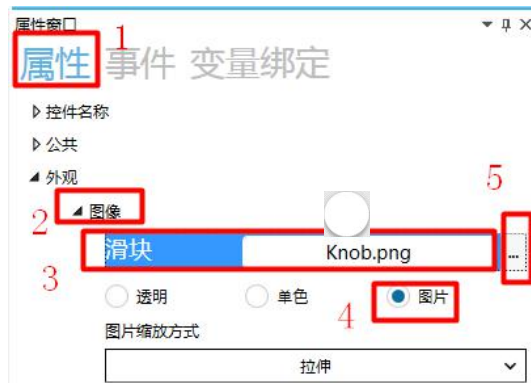 属性窗口
1
属性 事件 变量绑定
控件名称
公共
外观
5
2 图像
滑块 Knob.png ...
3
透明 单色 4 图片
图片缩放方式
拉伸